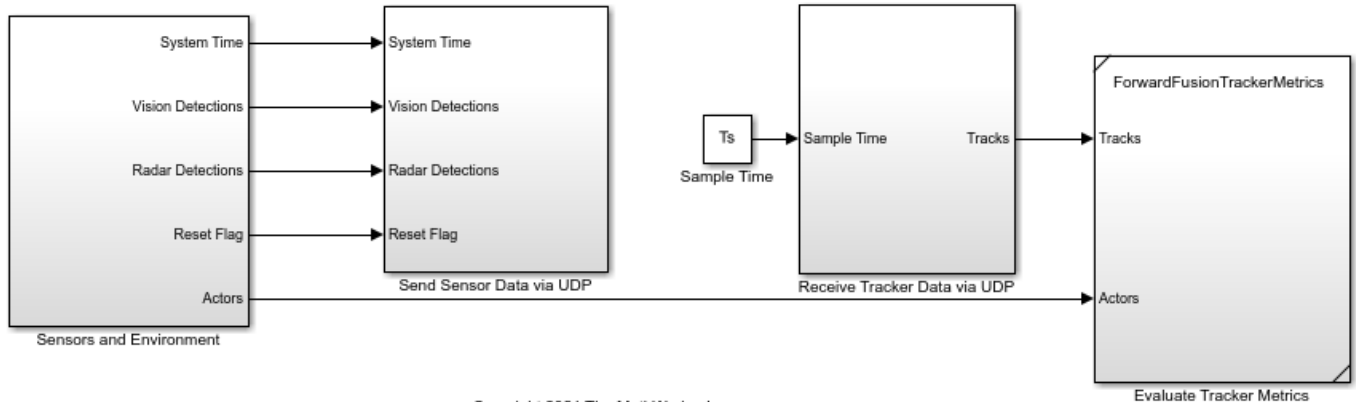 System Time
Vision Detections
Radar Detections
Reset Flag
Actors
Sensors and Environment
System Time
Vision Detections
Radar Detections
Reset Flag
Send Sensor Data via UDP
Ts
Sample Time
Sample Time
Tracks
Receive Tracker Data via UDP
ForwardFusionTrackerMetrics
Tracks
Actors
Evaluate Tracker Metrics